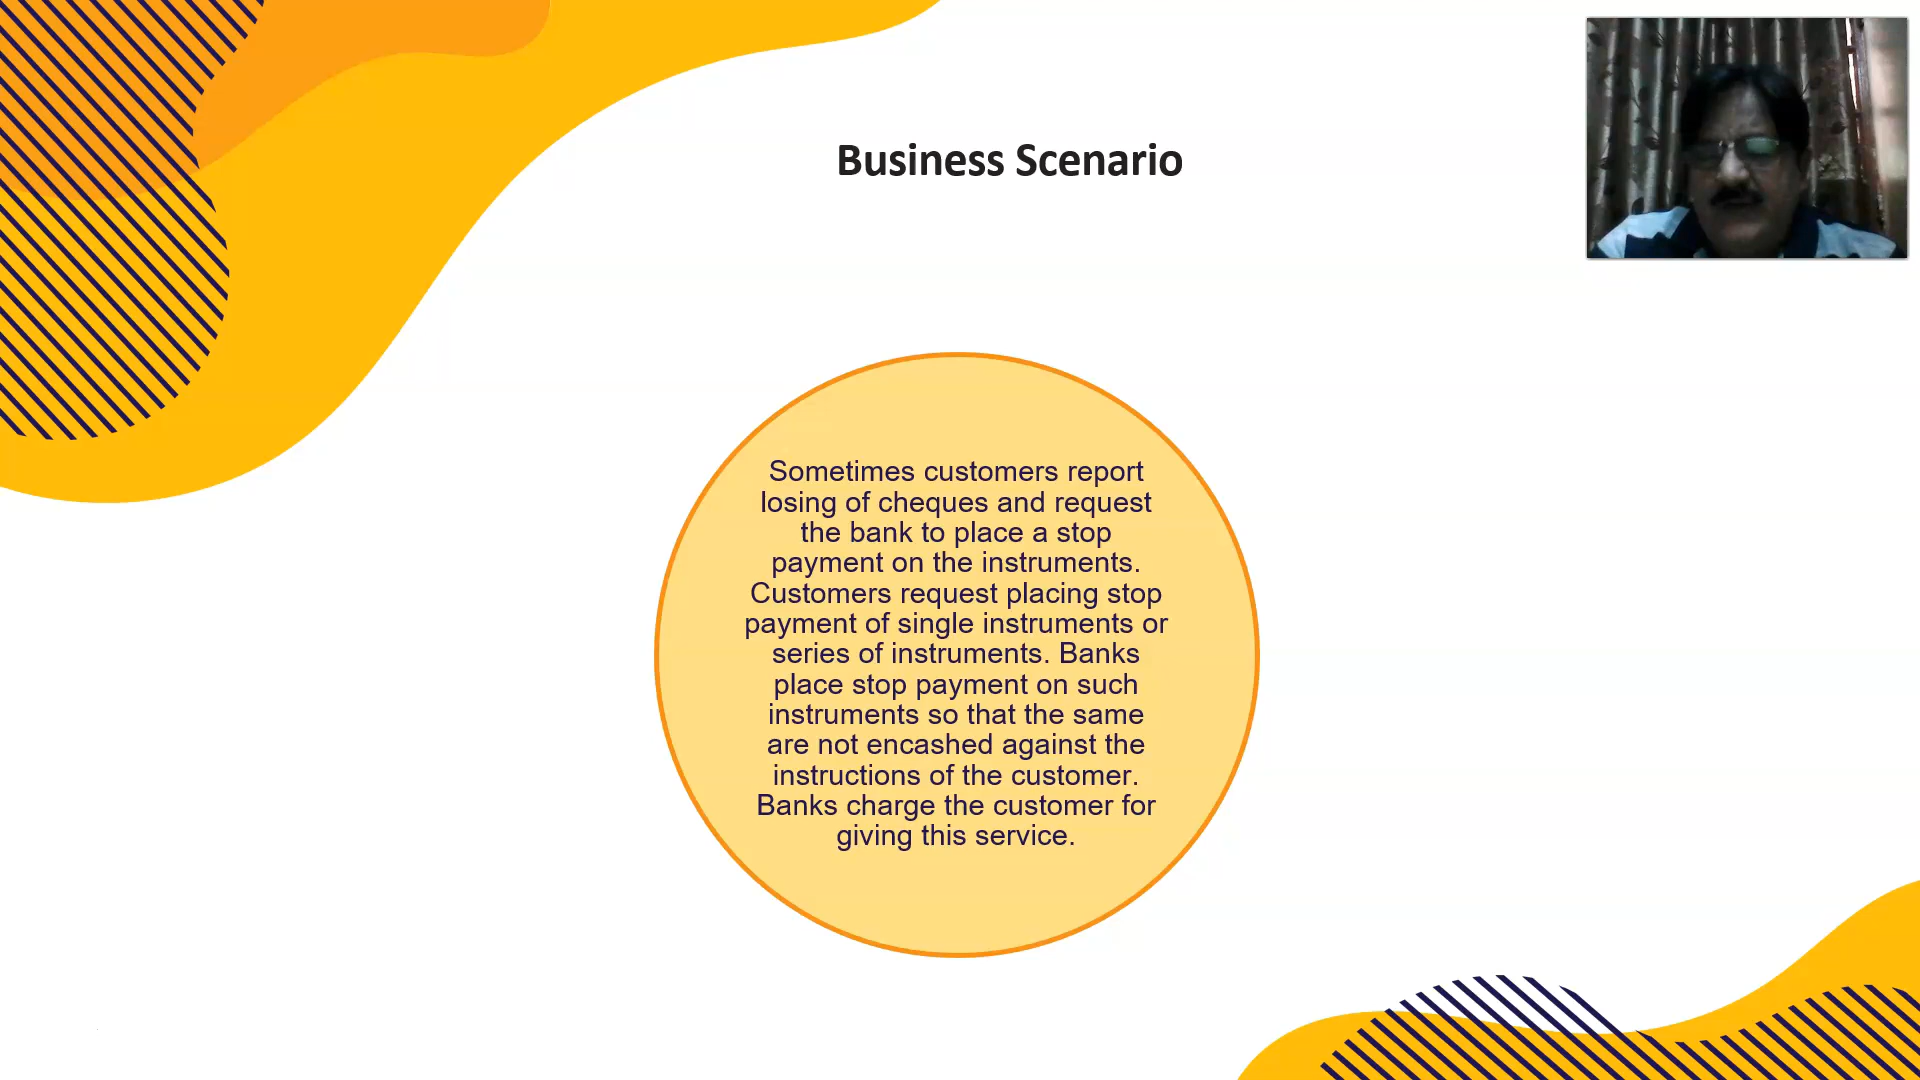 Business Scenario
Sometimes customers report
losing of cheques and request
the bank to place a stop
payment on the instruments.
Customers request placing stop
payment of single instruments or
series of instruments. Banks
place stop payment on such
instruments so that the same
are not encashed against the
instructions of the customer.
Banks charge the customer for
giving this service.